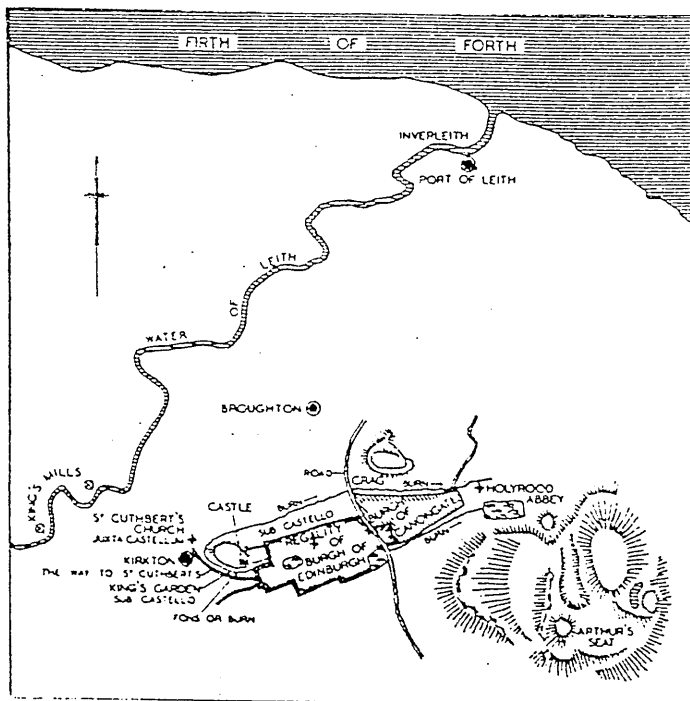 FIRTH OF FORTH
INVERLEITH
PORT OF LEITH
WATER OF LEITH
BROUGHTON
KING'S MILLS
ROAD
CRAG
BURN
HOLYROOD
ABBEY
ST CUTHBERT'S
CHURCH
JUXTA CASTELLUM
CASTLE
BURN
SUB CASTELLO
REGALITY
OF
BURGH OF
EDINBURGH
BURGH
OF
CANONGATE
BURN
KIRKTON
THE WAY TO ST CUTHBERTS
KING'S GARDEN
SUB CASTELLO
FONS OR BURN
ARTHUR'S
SEAT